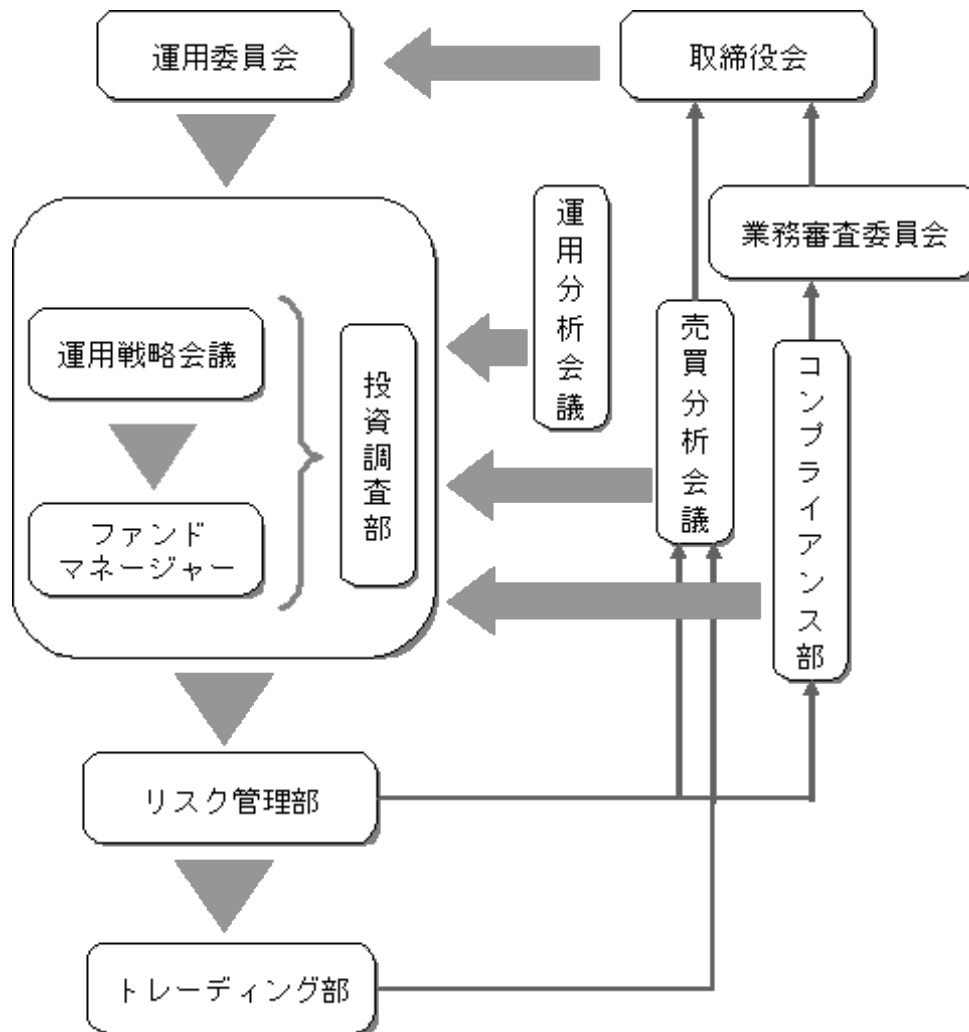 運用委員会
取締役会
運用分析会議
業務審査委員会
売買分析会議
コンプライアンス部
運用戦略会議
投資調査部
ファンド
マネージャー
リスク管理部
トレーディング部